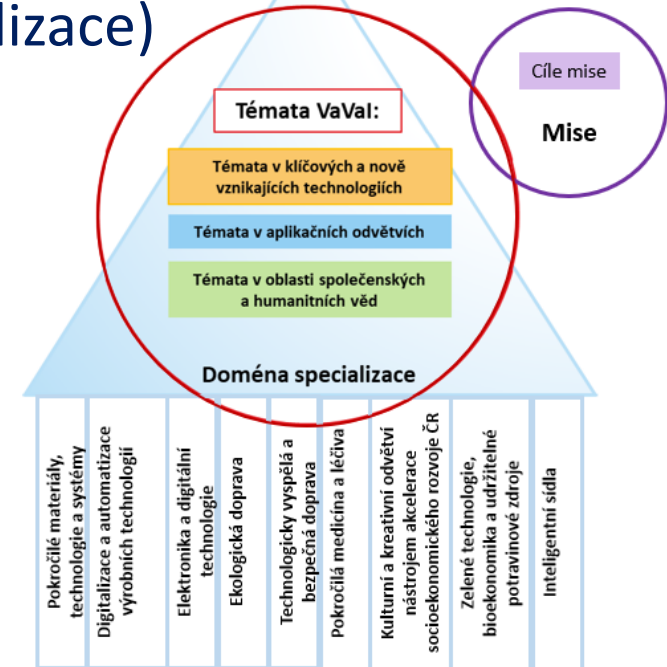 lizace)
Cíle mise
Mise
Témata VaVaI:
Témata v klíčových a nově
vznikajících technologiích
Témata v aplikačních odvětvích
Témata v oblasti společenských
a humanitních věd
Doména specializace
Pokročilé materiály,
technologie a systémy
Digitalizace a automatizace
výrobních technologií
Elektronika a digitální
technologie
Ekologická doprava
Technologicky vyspělá a
bezpečná doprava
Pokročilá medicína a léčiva
Kulturní a kreativní odvětví
nástrojem akcelerace
socioekonomického rozvoje ČR
Zelené technologie,
bioekonomika a udržitelné
potravinové zdroje
Inteligentní sídla